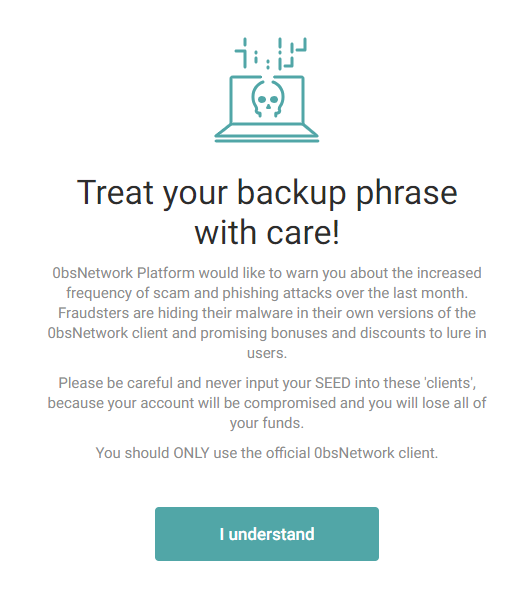 Treat your backup phrase
with care!
0bsNetwork Platform would like to warn you about the increased
frequency of scam and phishing attacks over the last month.
Fraudsters are hiding their malware in their own versions of the
0bsNetwork client and promising bonuses and discounts to lure in
users.
Please be careful and never input your SEED into these 'clients',
because your account will be compromised and you will lose all of
your funds.
You should ONLY use the official 0bsNetwork client.
I understand